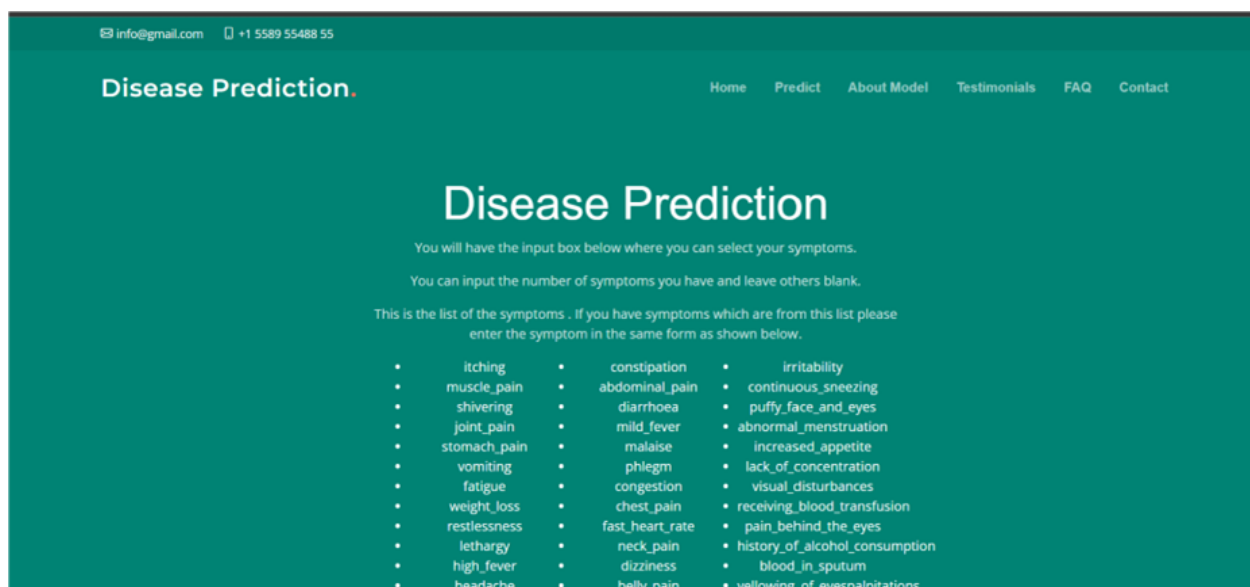 info@gmail.com +1 5589 55488 55
Disease Prediction.
Home Predict About Model Testimonials FAQ Contact
Disease Prediction
You will have the input box below where you can select your symptoms.
You can input the number of symptoms you have and leave others blank.
This is the list of the symptoms . If you have symptoms which are from this list please
enter the symptom in the same form as shown below.
• itching • constipation • irritability
• muscle_pain • abdominal_pain • continuous_sneezing
• shivering • diarrhoea • puffy_face_and_eyes
• joint_pain • mild_fever • abnormal_menstruation
• stomach_pain • malaise • increased_appetite
• vomiting • phlegm • lack_of_concentration
• fatigue • congestion • visual_disturbances
• weight_loss • chest_pain • receiving_blood_transfusion
• restlessness • fast_heart_rate • pain_behind_the_eyes
• lethargy • neck_pain • history_of_alcohol_consumption
• high_fever • dizziness • blood_in_sputum
• headache • belly_pain • yellowing_of_eyespalpitations